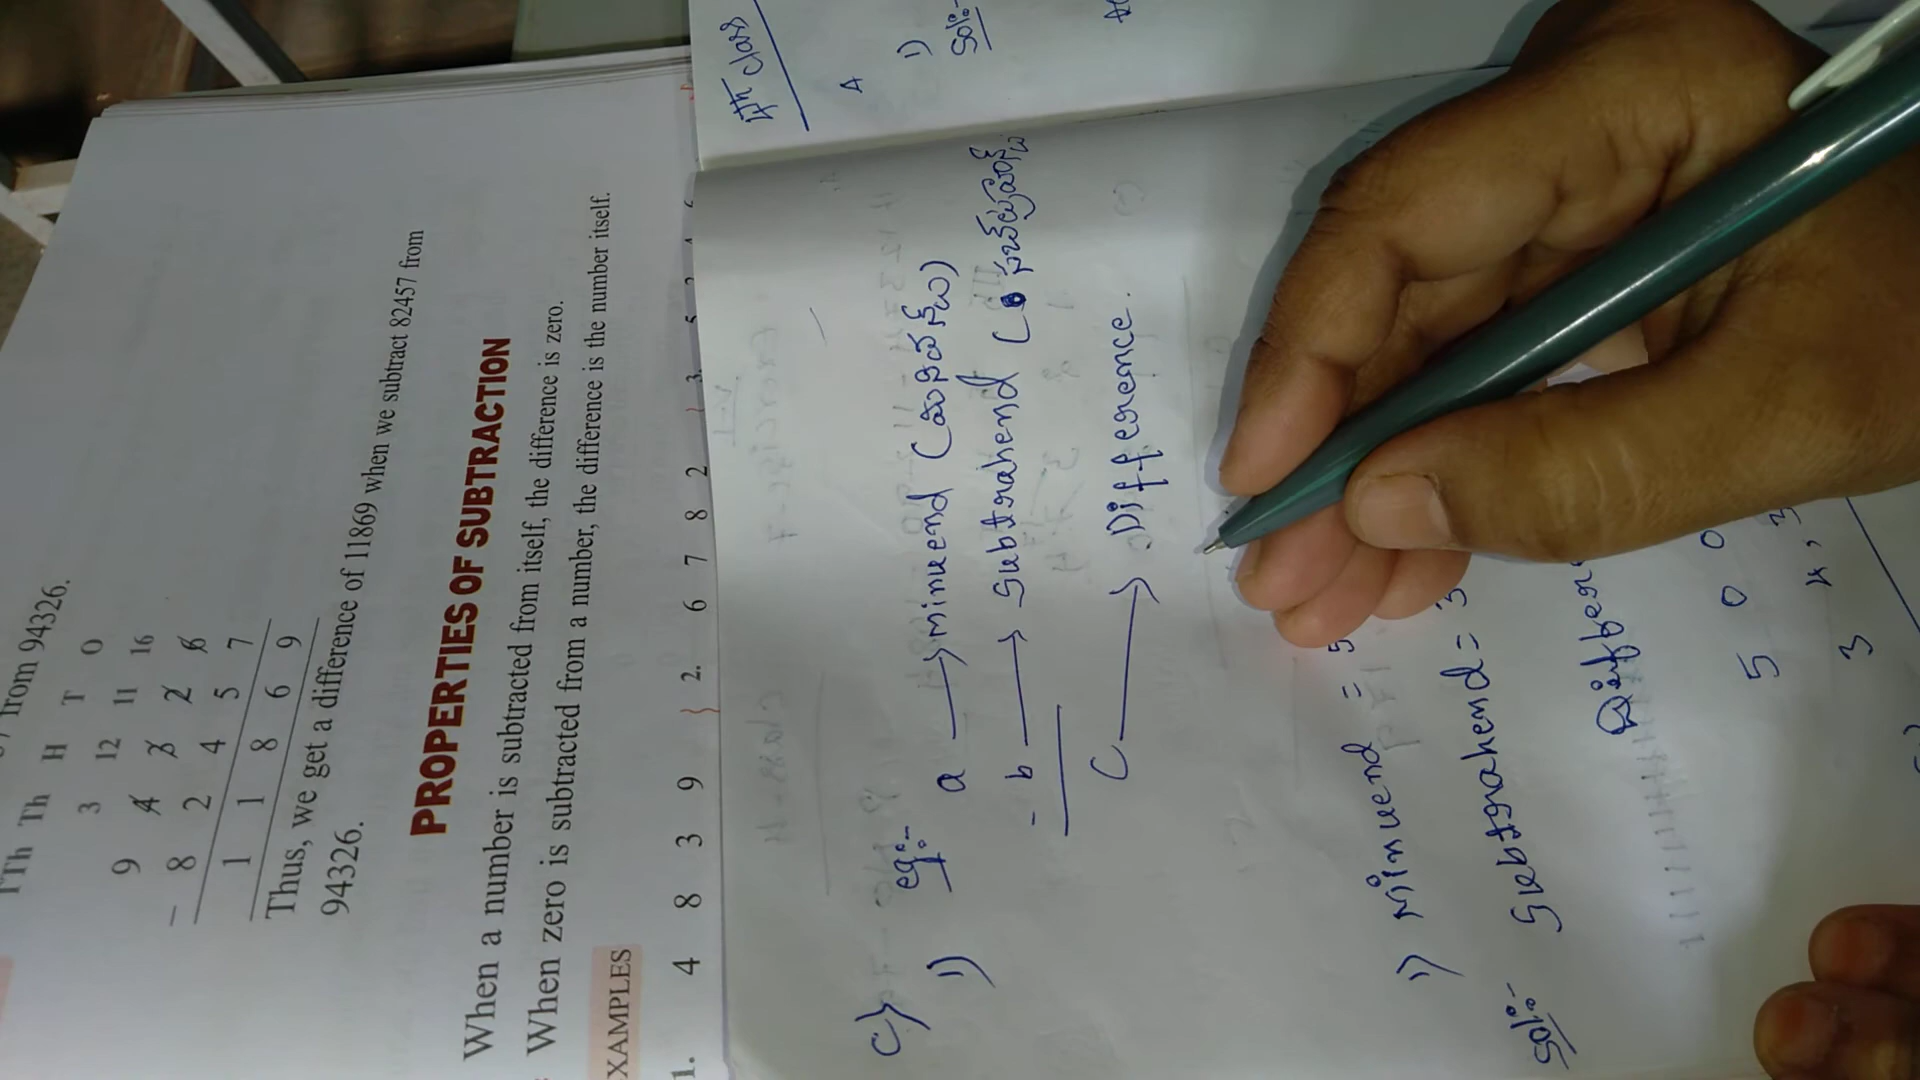 from 94326.
TTh Th H T O
3 12 11 16
9 4 3 2 6
– 8 2 4 5 7
1 1 8 6 9
Thus, we get a difference of 11869 when we subtract 82457 from
94326.
PROPERTIES OF SUBTRACTION
When a number is subtracted from itself, the difference is zero.
When zero is subtracted from a number, the difference is the number itself.
EXAMPLES
1. 4 8 3 9 2. 6 7 8 2 3.
4th class
A
1)
Sol:-
C)
1) eg:- a → minuend
- b → subtrahend
C → Difference.
1) Minuend = 5
Sol:- Subtrahend = 3
5 0 0
3 4,3